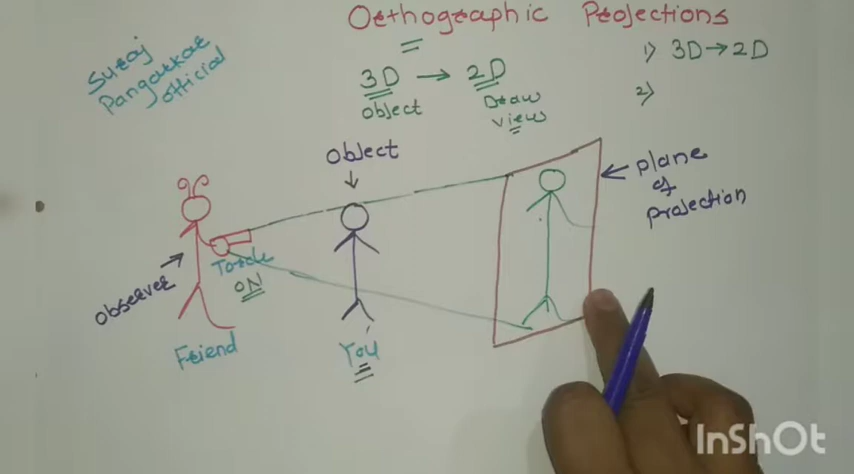 Orthographic Projections
Suraj
Pangarkar
official
3D → 2D
object
Draw
view
1) 3D → 2D
2)
object
plane
of
projection
Torch
ON
observer
Friend
You
InShOt